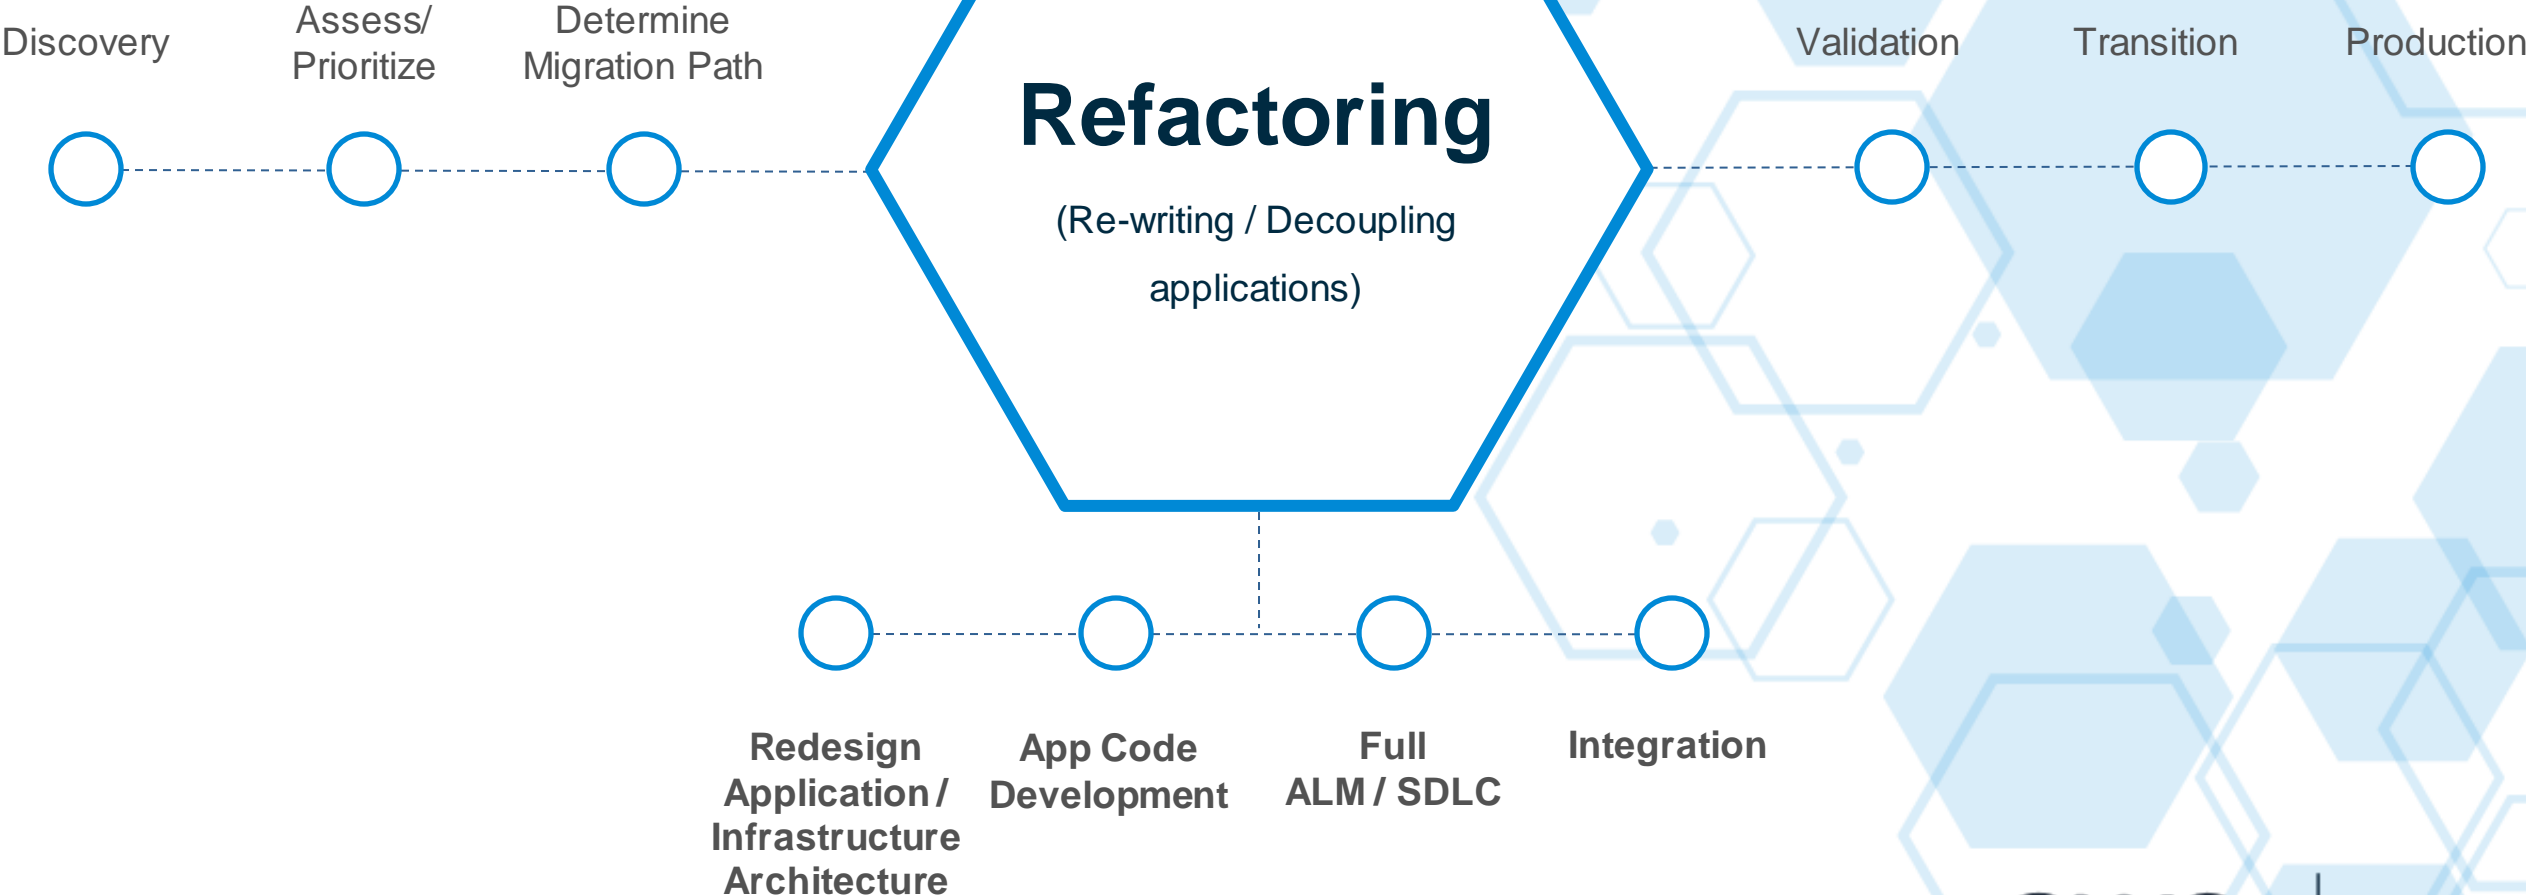 Discovery
Assess/
Prioritize
Determine
Migration Path
Refactoring
(Re-writing / Decoupling
applications)
Validation
Transition
Production
Redesign
Application /
Infrastructure
Architecture
App Code
Development
Full
ALM / SDLC
Integration